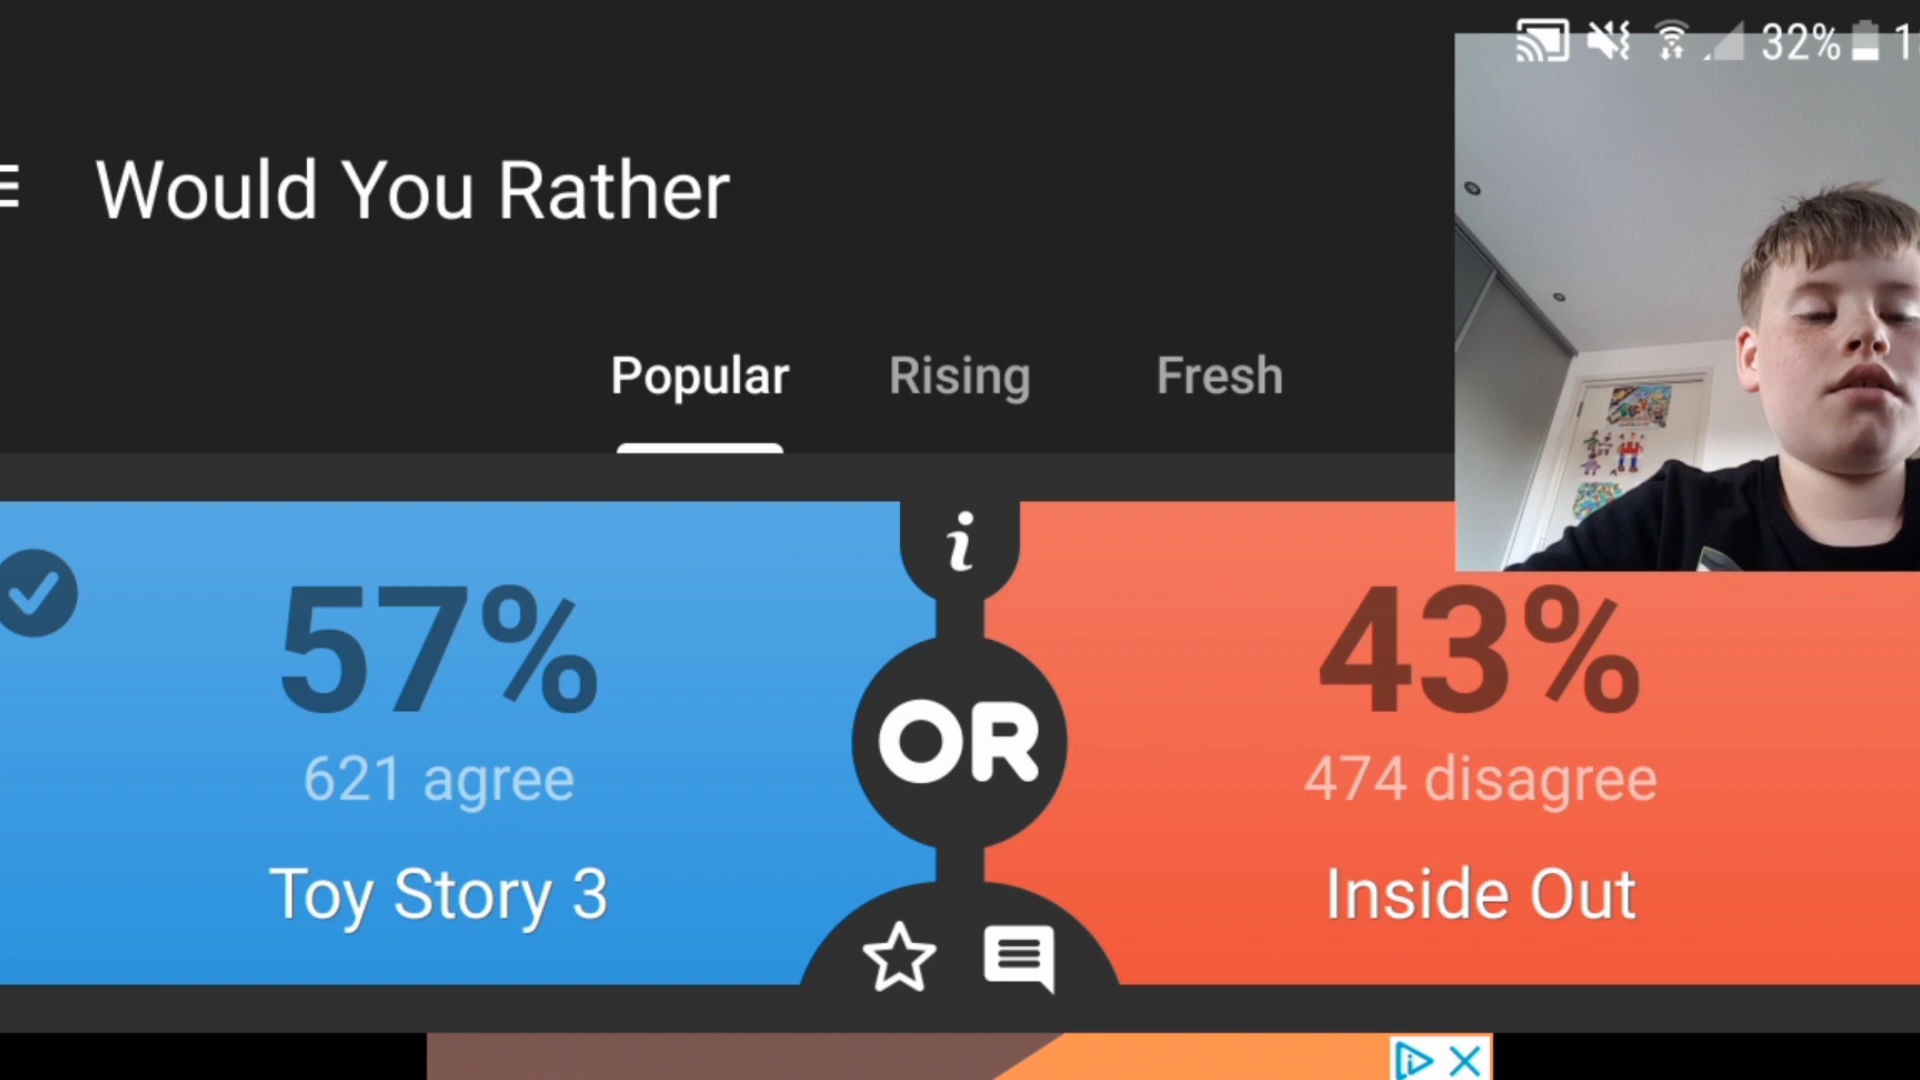 32%
Would You Rather
Popular Rising Fresh
i
57% 43%
OR
621 agree 474 disagree
Toy Story 3 Inside Out